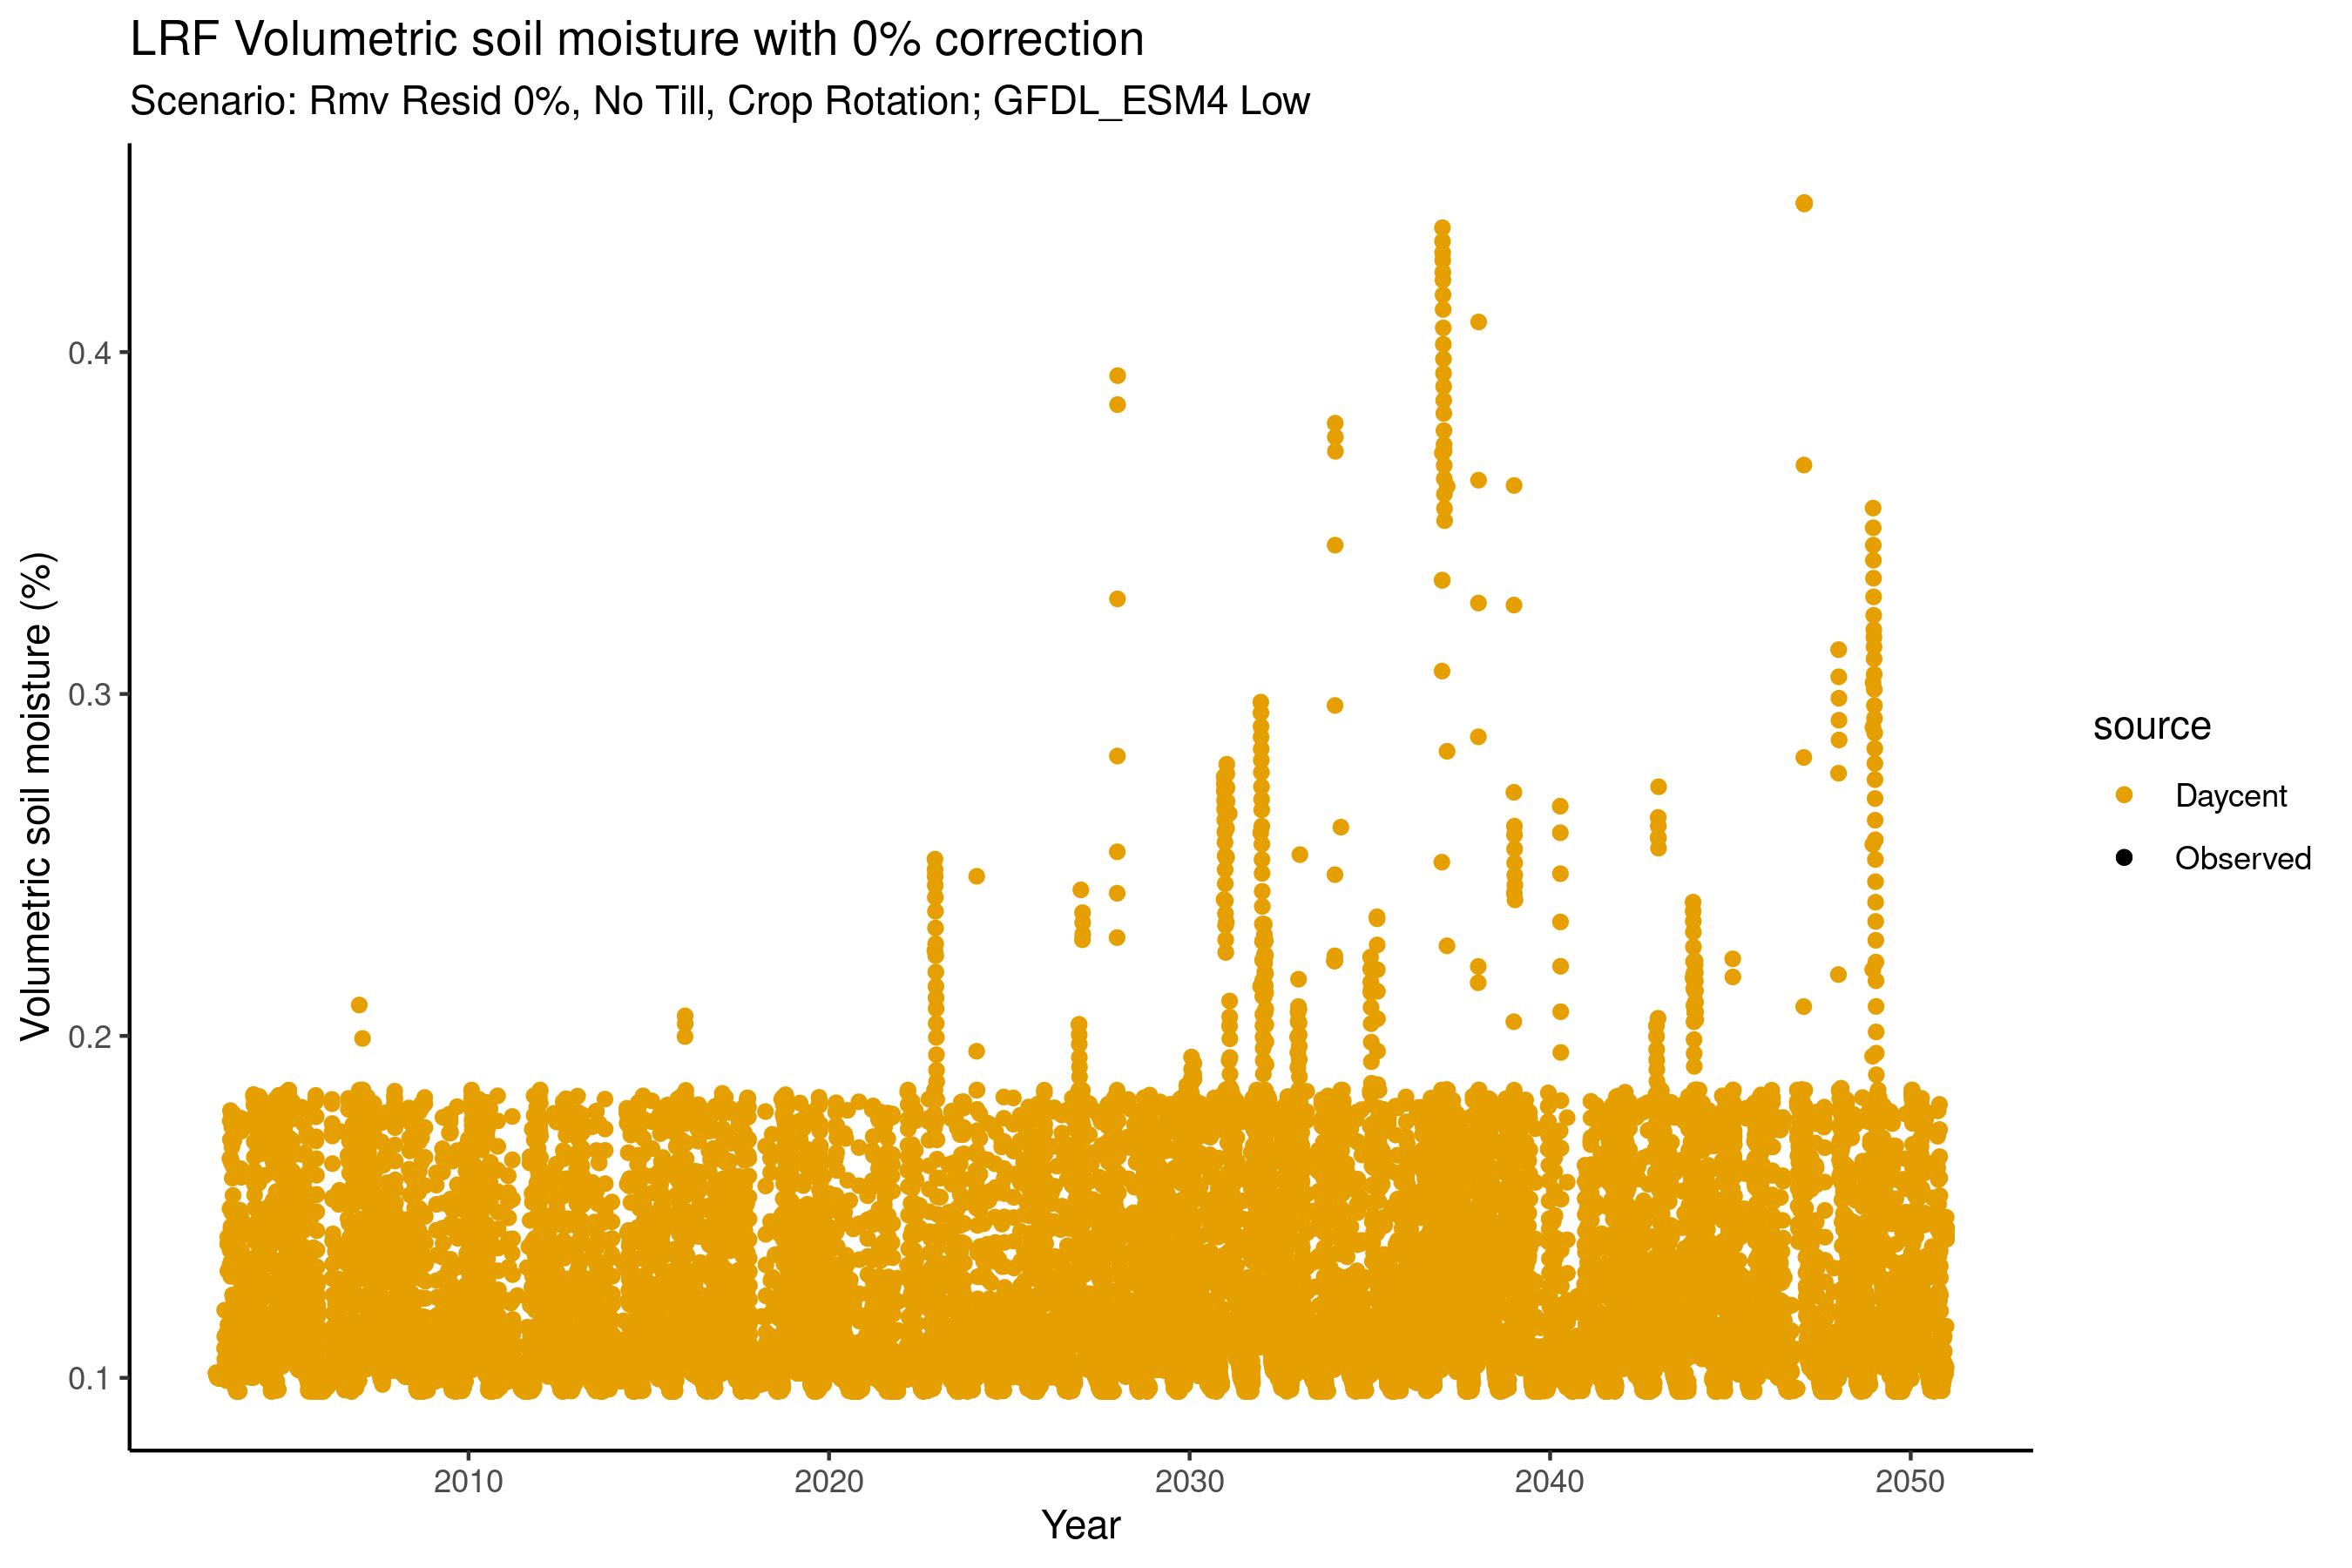 LRF Volumetric soil moisture with 0% correction
Scenario: Rmv Resid 0%, No Till, Crop Rotation; GFDL_ESM4 Low
Volumetric soil moisture (%)
0.4
0.3
0.2
0.1
2010
2020
2030
2040
2050
Year
source
Daycent
Observed